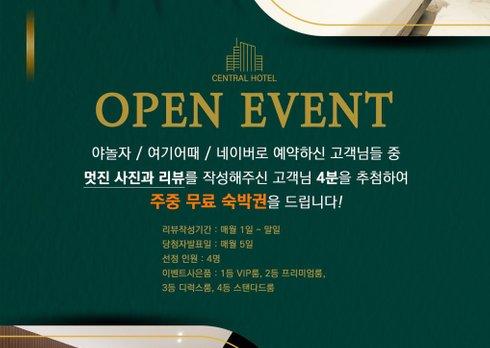 CENTRAL HOTEL
OPEN EVENT
야놀자 / 여기어때 / 네이버로 예약하신 고객님들 중
멋진 사진과 리뷰를 작성해주신 고객님 4분을 추첨하여
주중 무료 숙박권을 드립니다!
리뷰작성기간 : 매월 1일 ~ 말일
당첨자발표일 : 매월 5일
선정 인원 : 4명
이벤트사은품 : 1등 VIP룸, 2등 프리미엄룸,
3등 디럭스룸, 4등 스탠다드룸